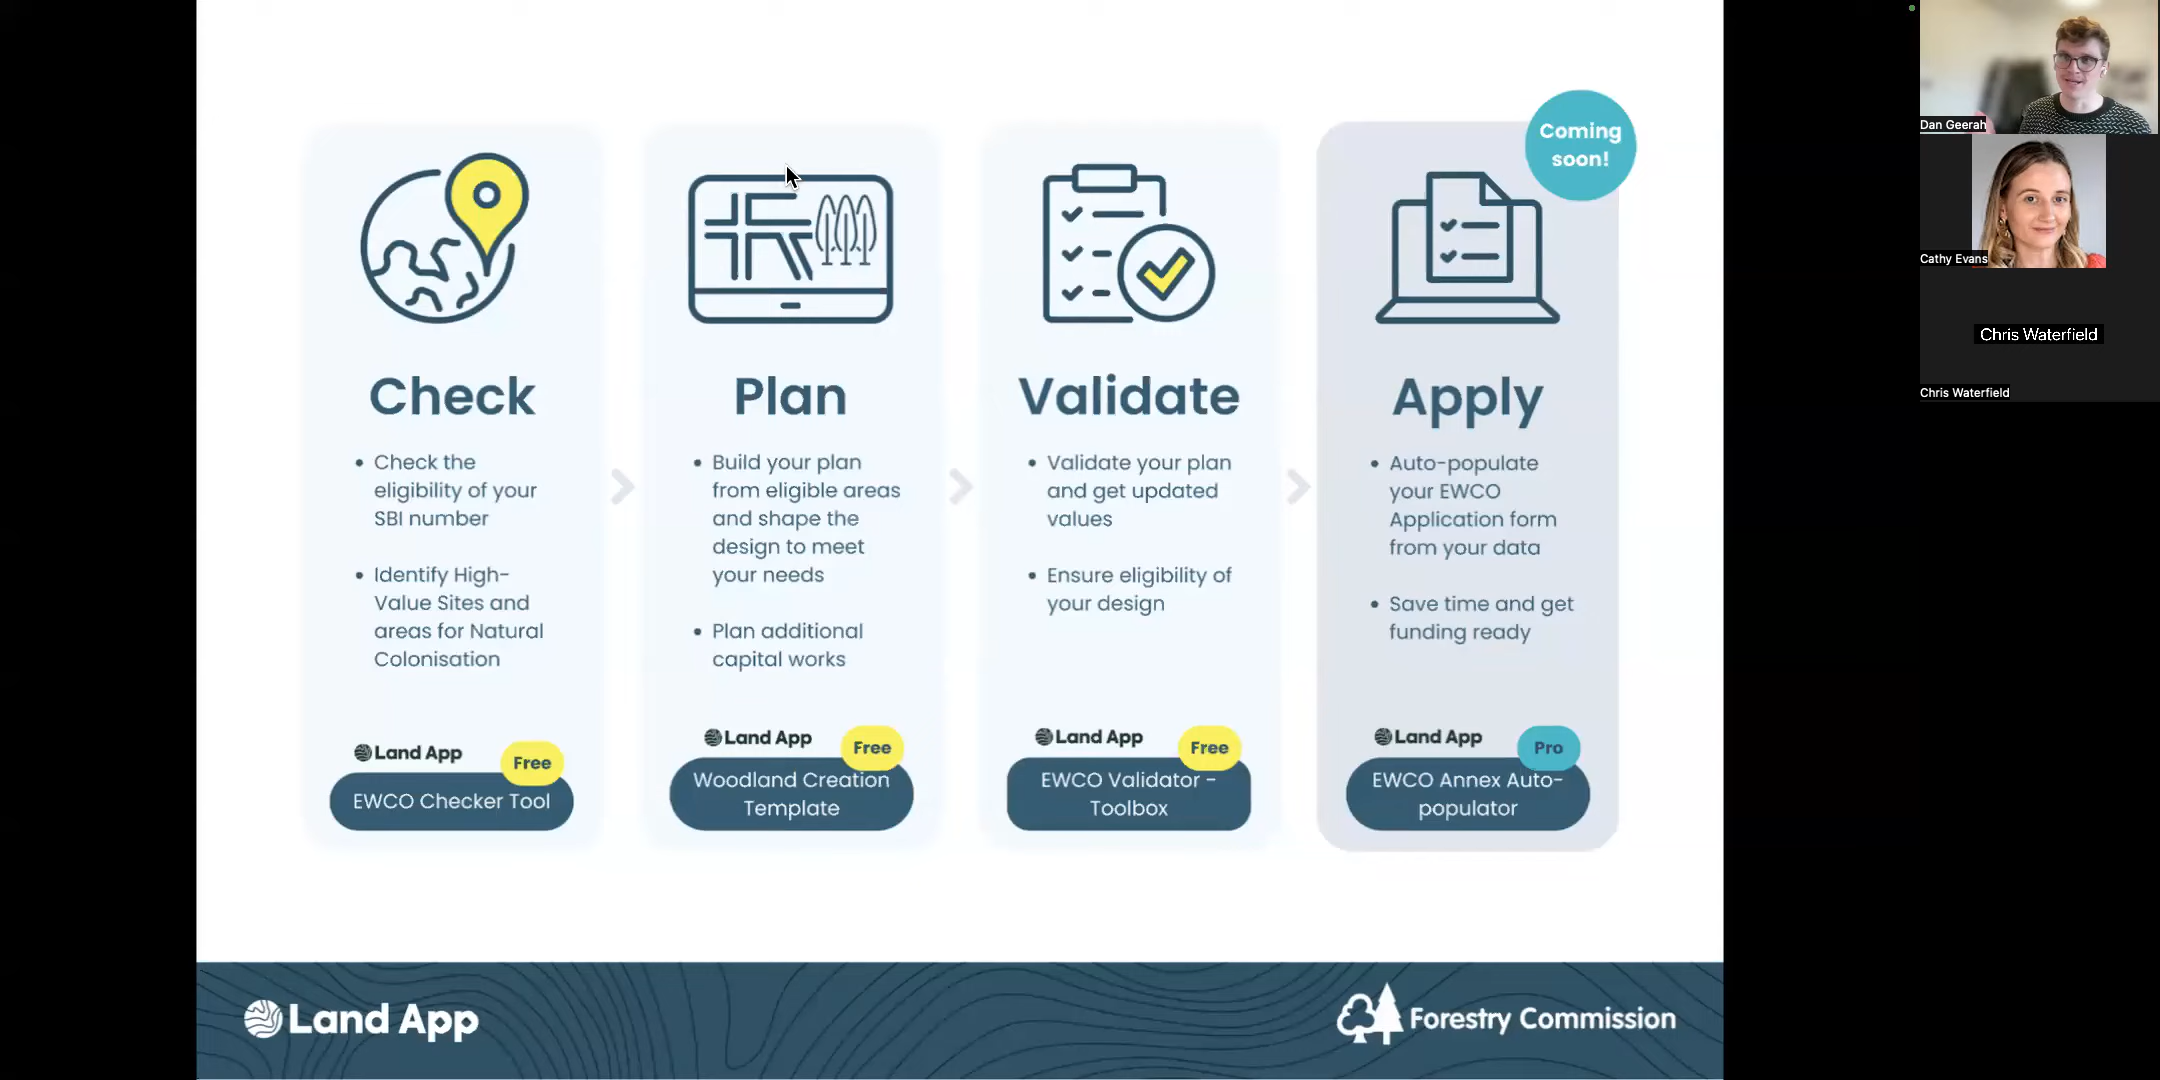 Coming
soon!
Check
• Check the
eligibility of your
SBI number
• Identify High-
Value Sites and
areas for Natural
Colonisation
Land App
Free
EWCO Checker Tool
Plan
• Build your plan
from eligible areas
and shape the
design to meet
your needs
• Plan additional
capital works
Land App
Free
Woodland Creation
Template
Validate
• Validate your plan
and get updated
values
• Ensure eligibility of
your design
Land App
Free
EWCO Validator -
Toolbox
Apply
• Auto-populate
your EWCO
Application form
from your data
• Save time and get
funding ready
Land App
Pro
EWCO Annex Auto-
populator
Land App
Forestry Commission
Dan Geerah
Cathy Evans
Chris Waterfield
Chris Waterfield